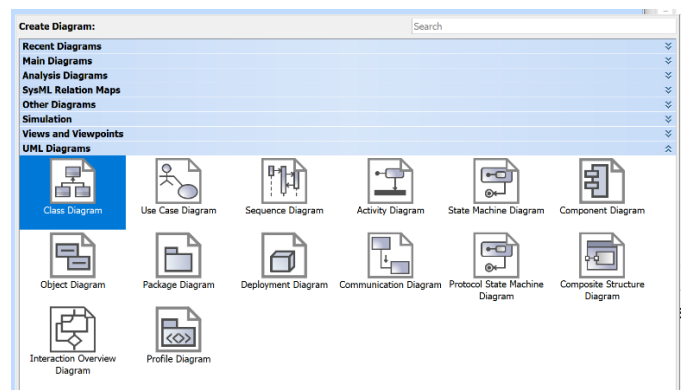 Create Diagram:
Search
Recent Diagrams
Main Diagrams
Analysis Diagrams
SysML Relation Maps
Other Diagrams
Simulation
Views and Viewpoints
UML Diagrams
Class Diagram
Use Case Diagram
Sequence Diagram
Activity Diagram
State Machine Diagram
Component Diagram
Object Diagram
Package Diagram
Deployment Diagram
Communication Diagram
Protocol State Machine
Diagram
Composite Structure
Diagram
Interaction Overview
Diagram
Profile Diagram